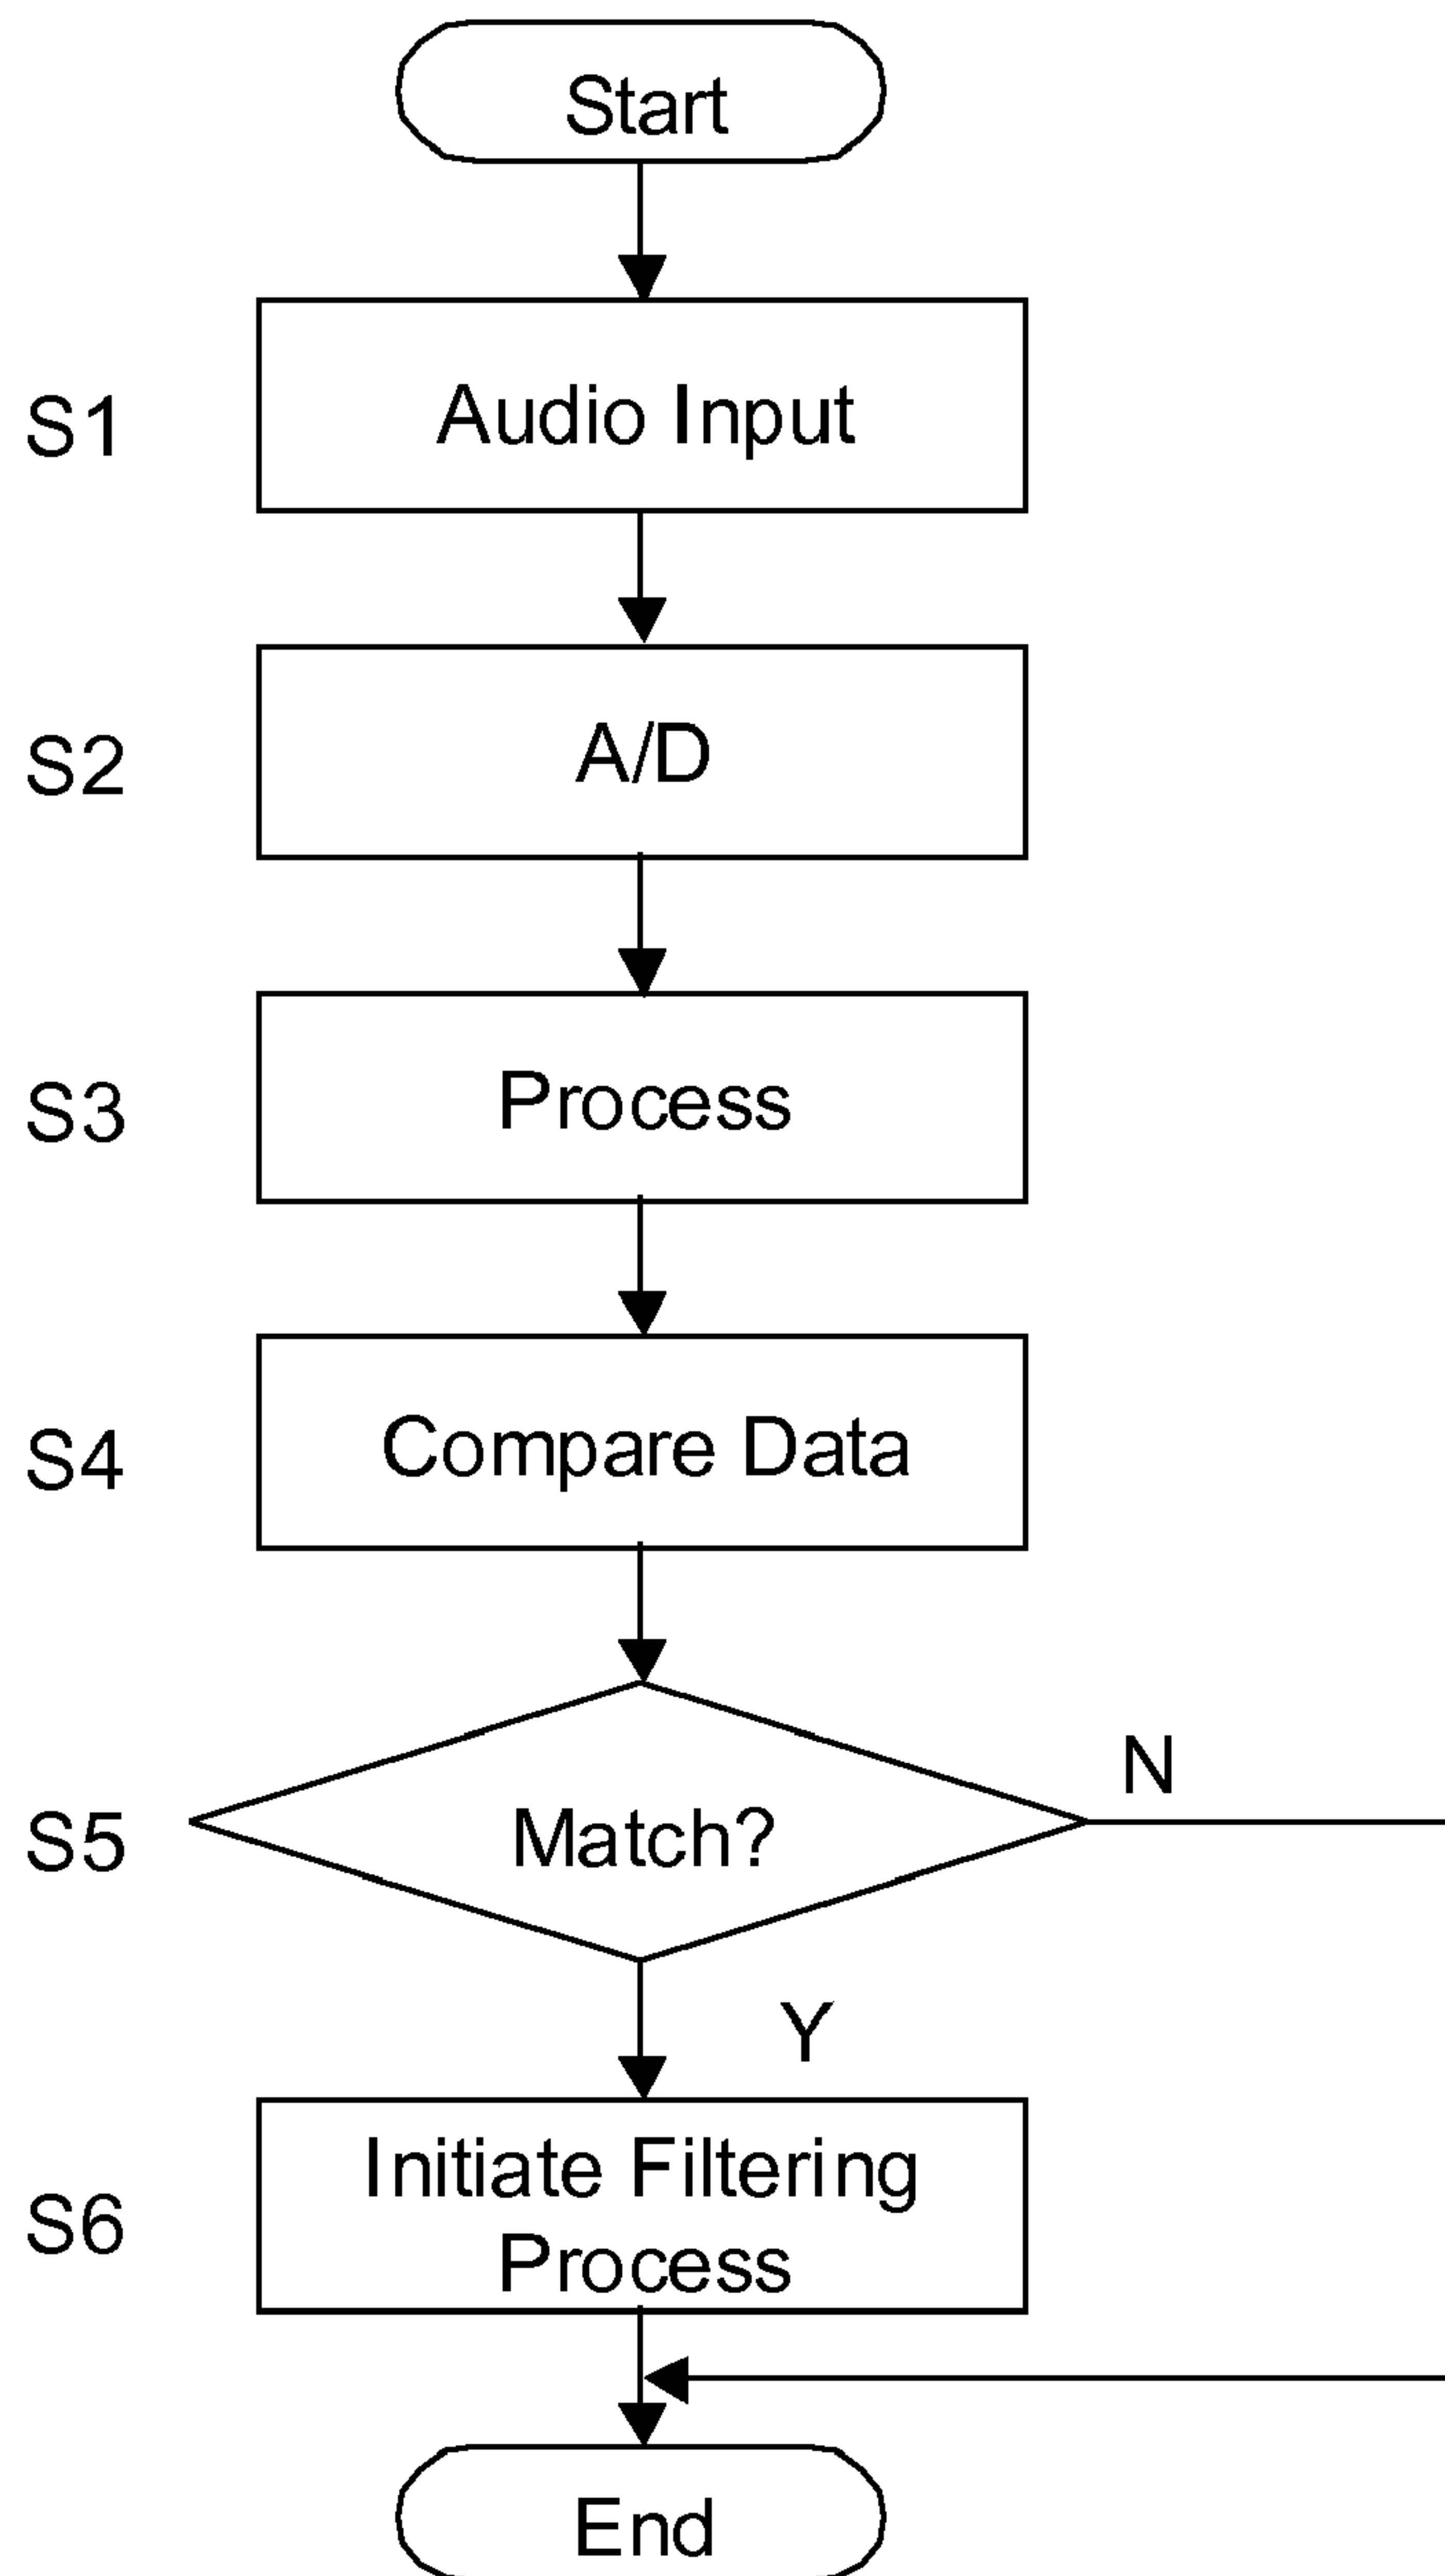 Start
S1
Audio Input
S2
A/D
S3
Process
S4
Compare Data
S5
Match?
N
Y
S6
Initiate Filtering
Process
End